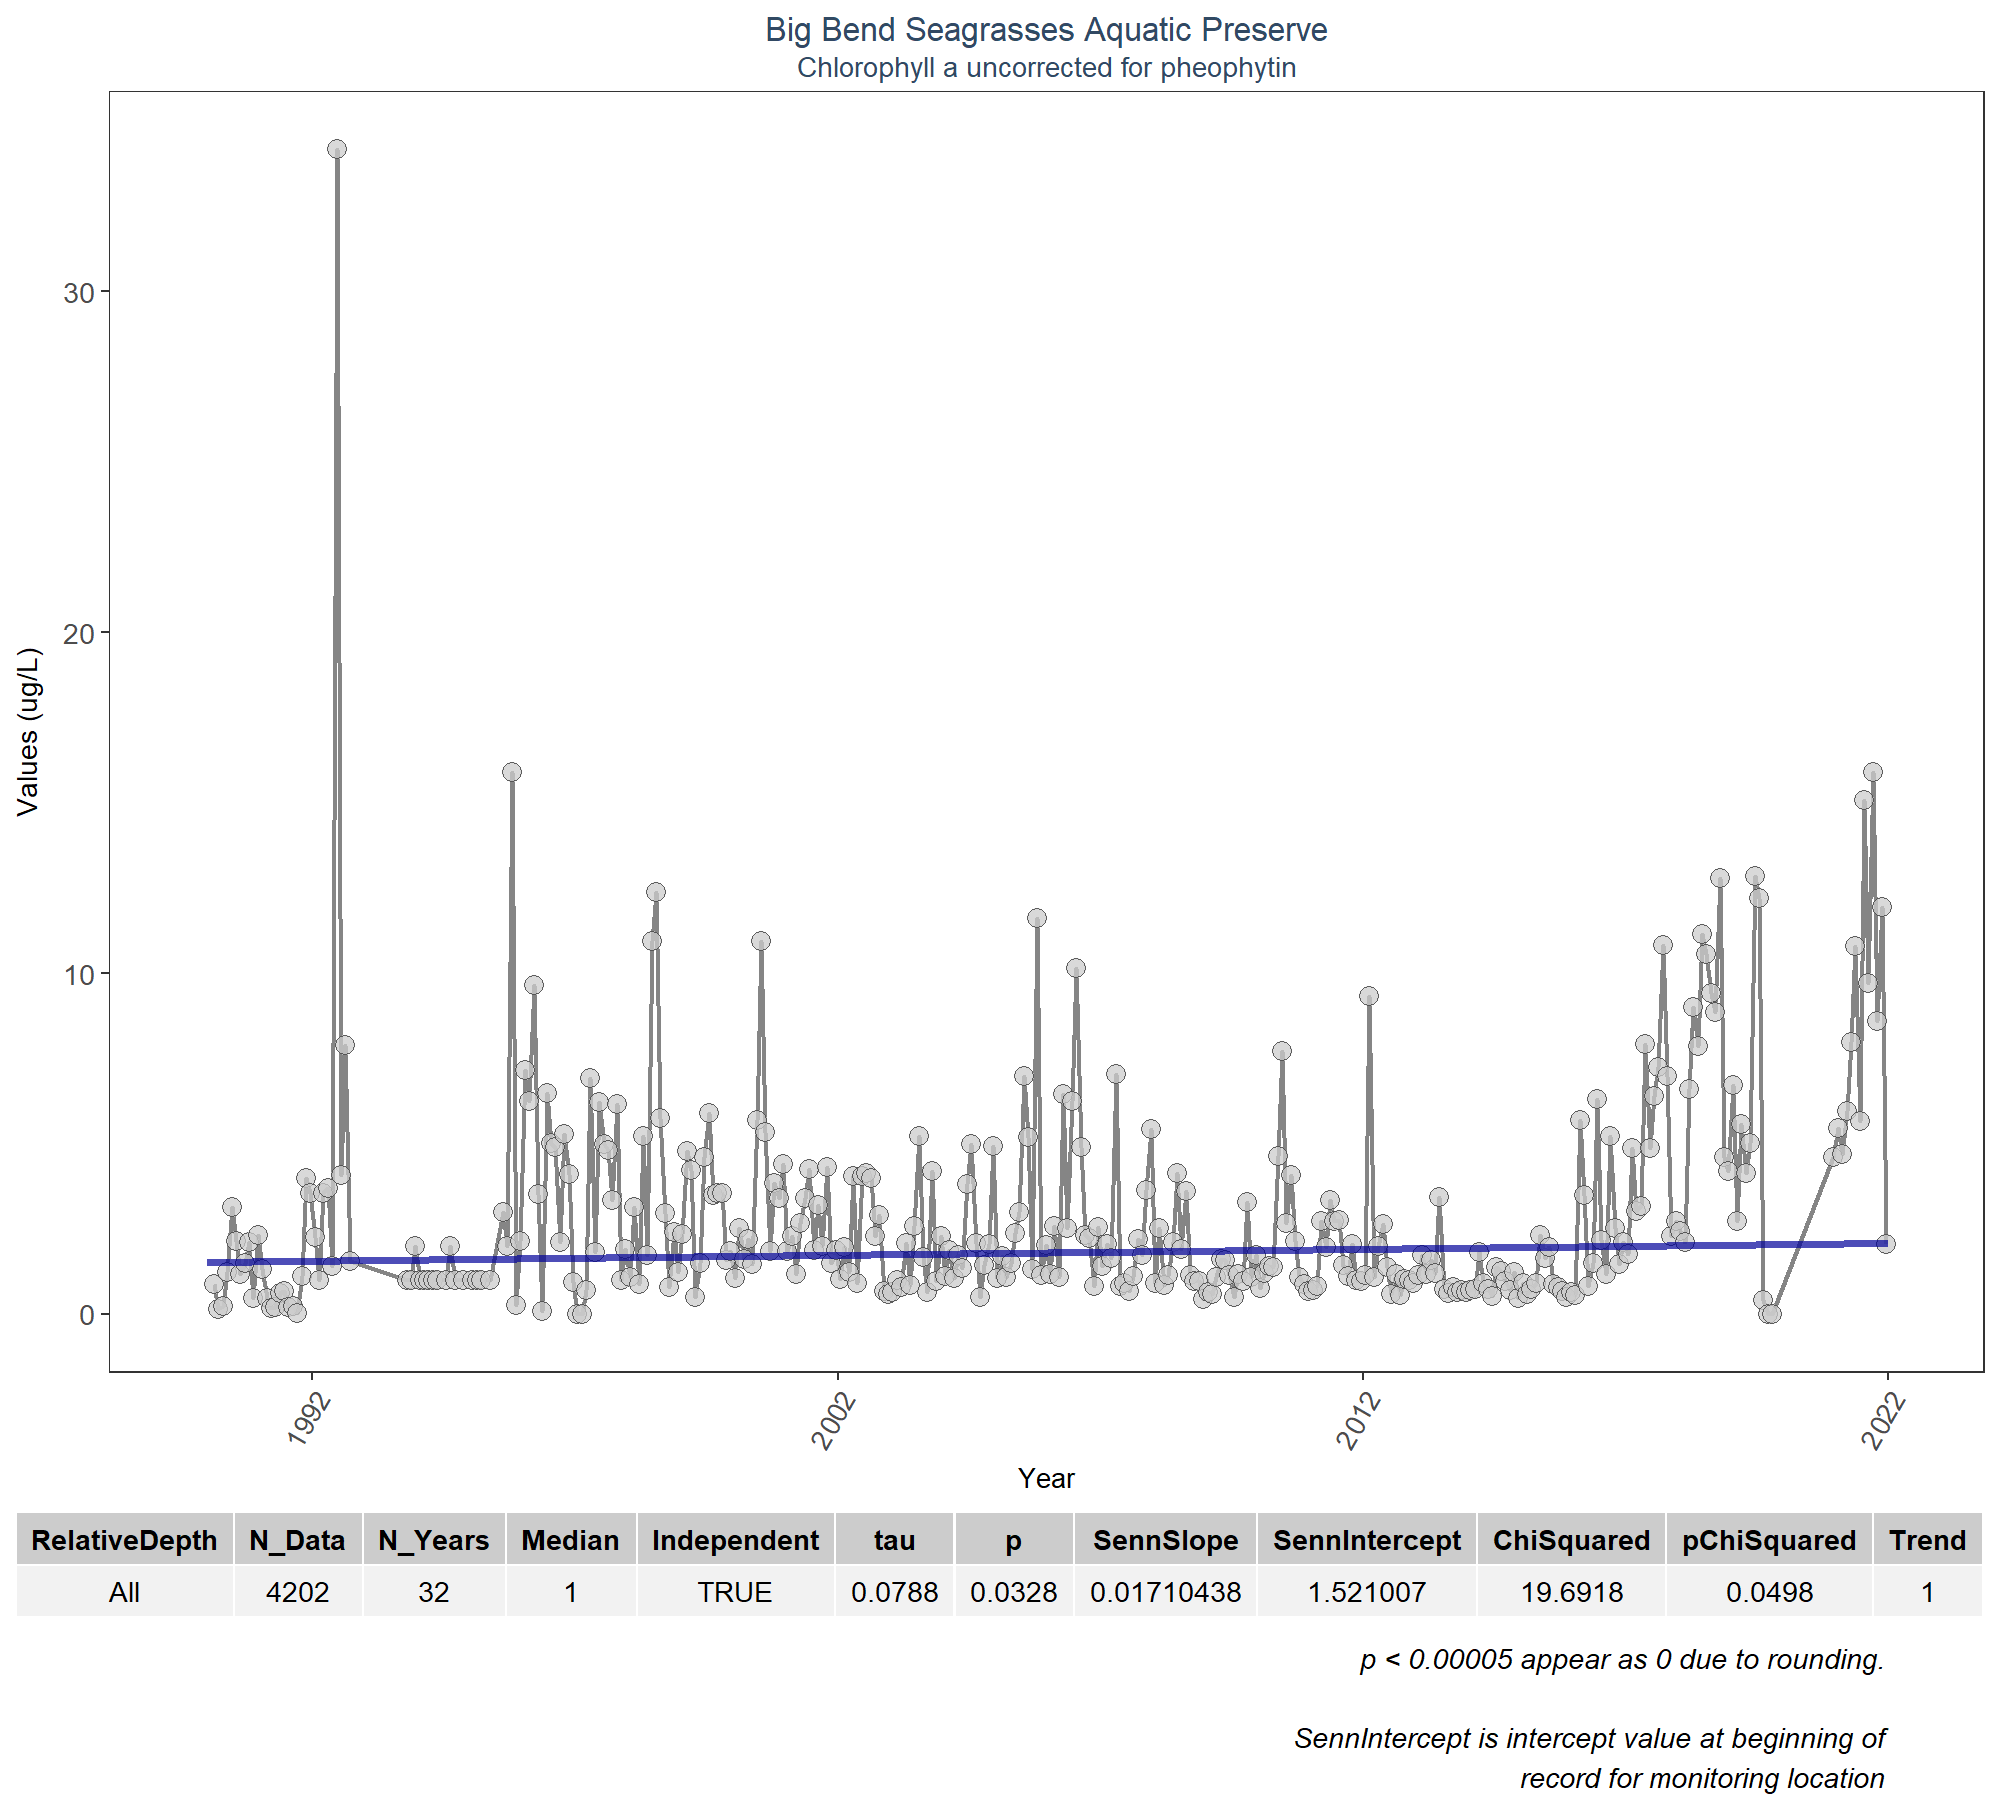 Big Bend Seagrasses Aquatic Preserve
Chlorophyll a uncorrected for pheophytin
Values (ug/L)
30
20
10
0
1992
2002
2012
2022
Year
RelativeDepth N_Data N_Years Median Independent tau p SennSlope SennIntercept ChiSquared pChiSquared Trend
All 4202 32 1 TRUE 0.0788 0.0328 0.01710438 1.521007 19.6918 0.0498 1
p < 0.00005 appear as 0 due to rounding.
SennIntercept is intercept value at beginning of
record for monitoring location